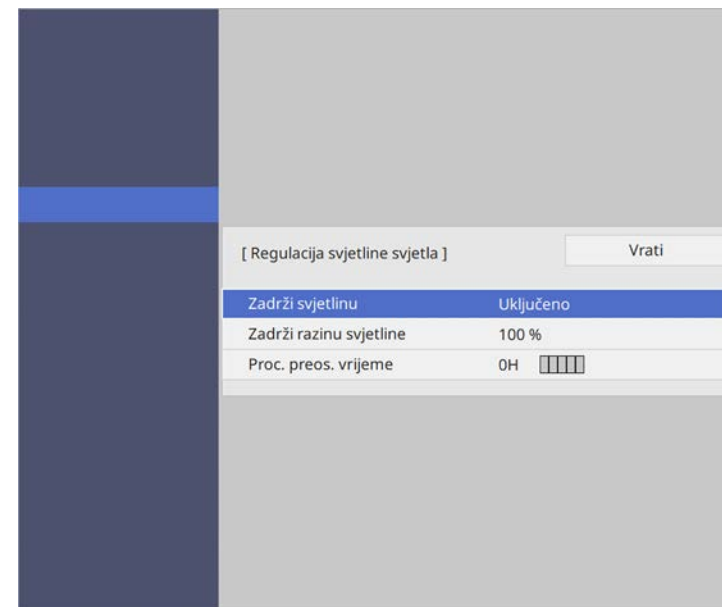 [ Regulacija svjetline svjetla ] Vrati
Zadrži svjetlinu Uključeno
Zadrži razinu svjetline 100 %
Proc. preos. vrijeme 0H